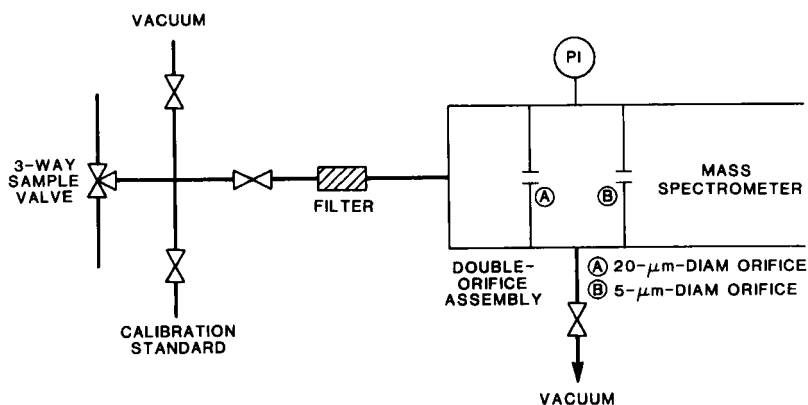 VACUUM
PI
3-WAY
SAMPLE
VALVE
FILTER
A
B
MASS
SPECTROMETER
DOUBLE-
ORIFICE
ASSEMBLY
A 20-μm-DIAM ORIFICE
B 5-μm-DIAM ORIFICE
CALIBRATION
STANDARD
VACUUM